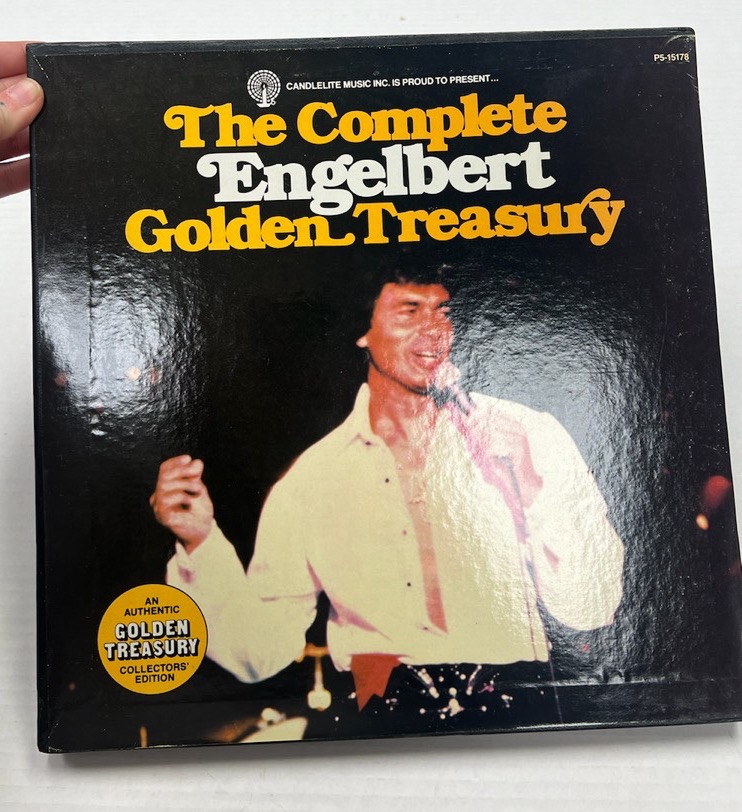 P5-15178
CANDLELITE MUSIC INC. IS PROUD TO PRESENT...
The Complete
Engelbert
Golden Treasury
AN
AUTHENTIC
GOLDEN
TREASURY
COLLECTORS'
EDITION